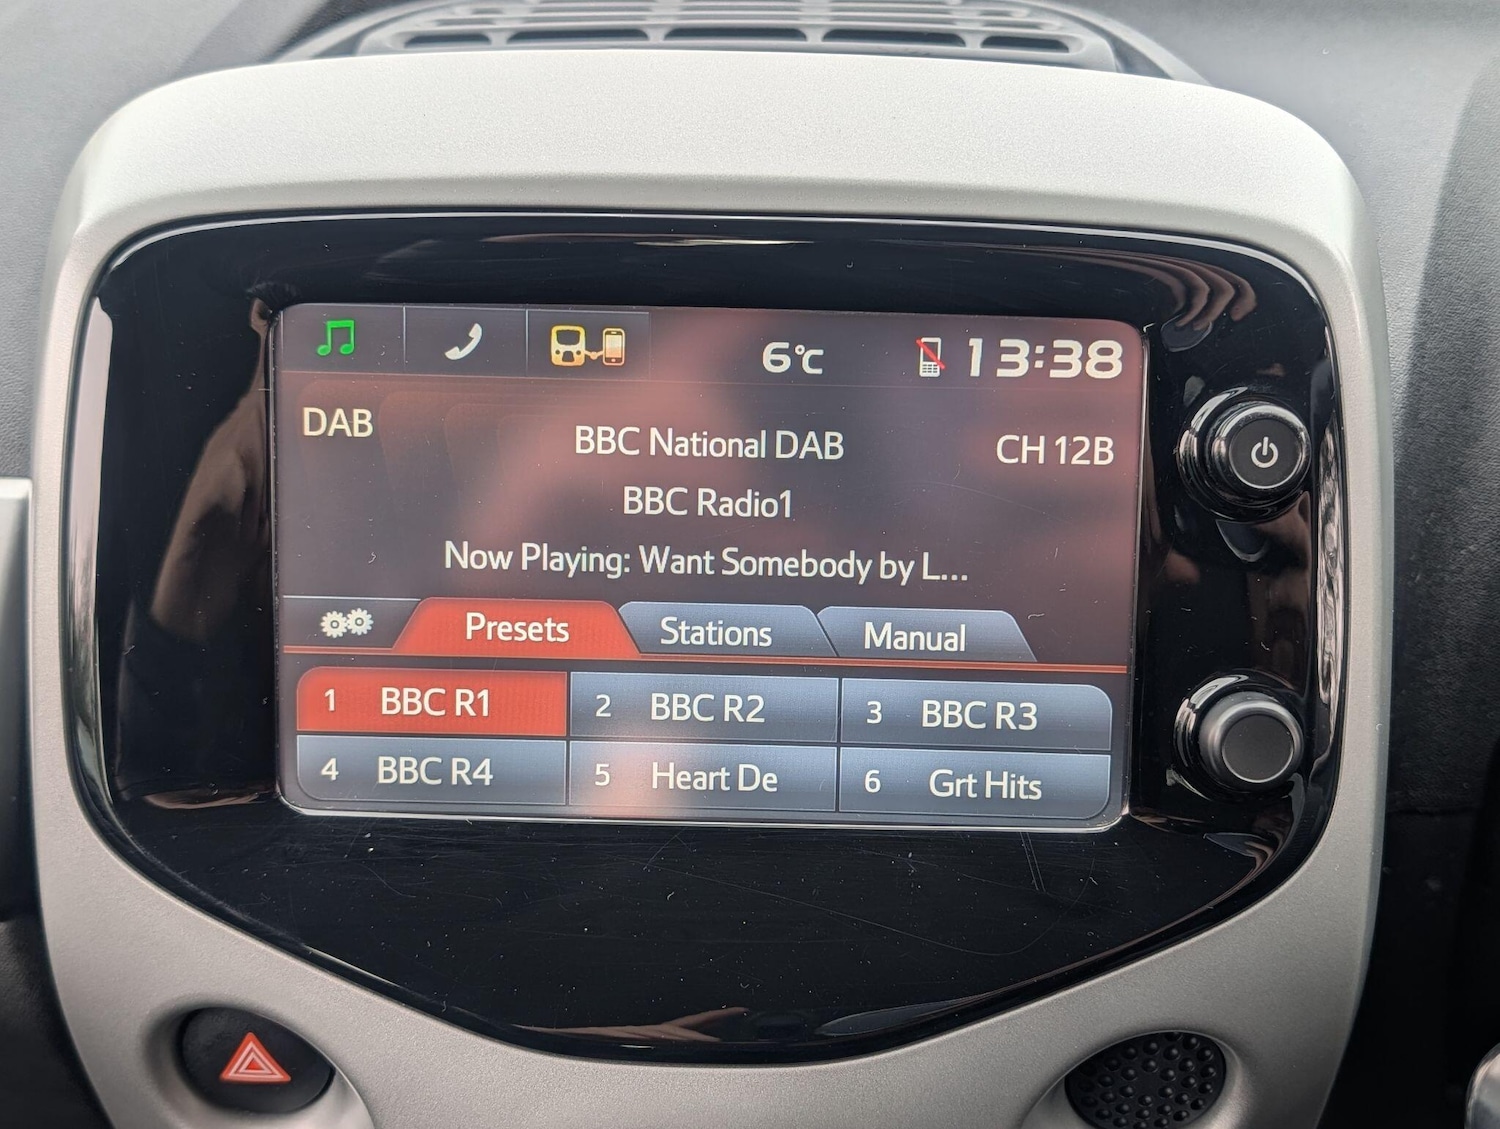 6°C 13:38
DAB
BBC National DAB
CH 12B
BBC Radio1
Now Playing: Want Somebody by L...
Presets Stations Manual
1 BBC R1 2 BBC R2 3 BBC R3
4 BBC R4 5 Heart De 6 Grt Hits